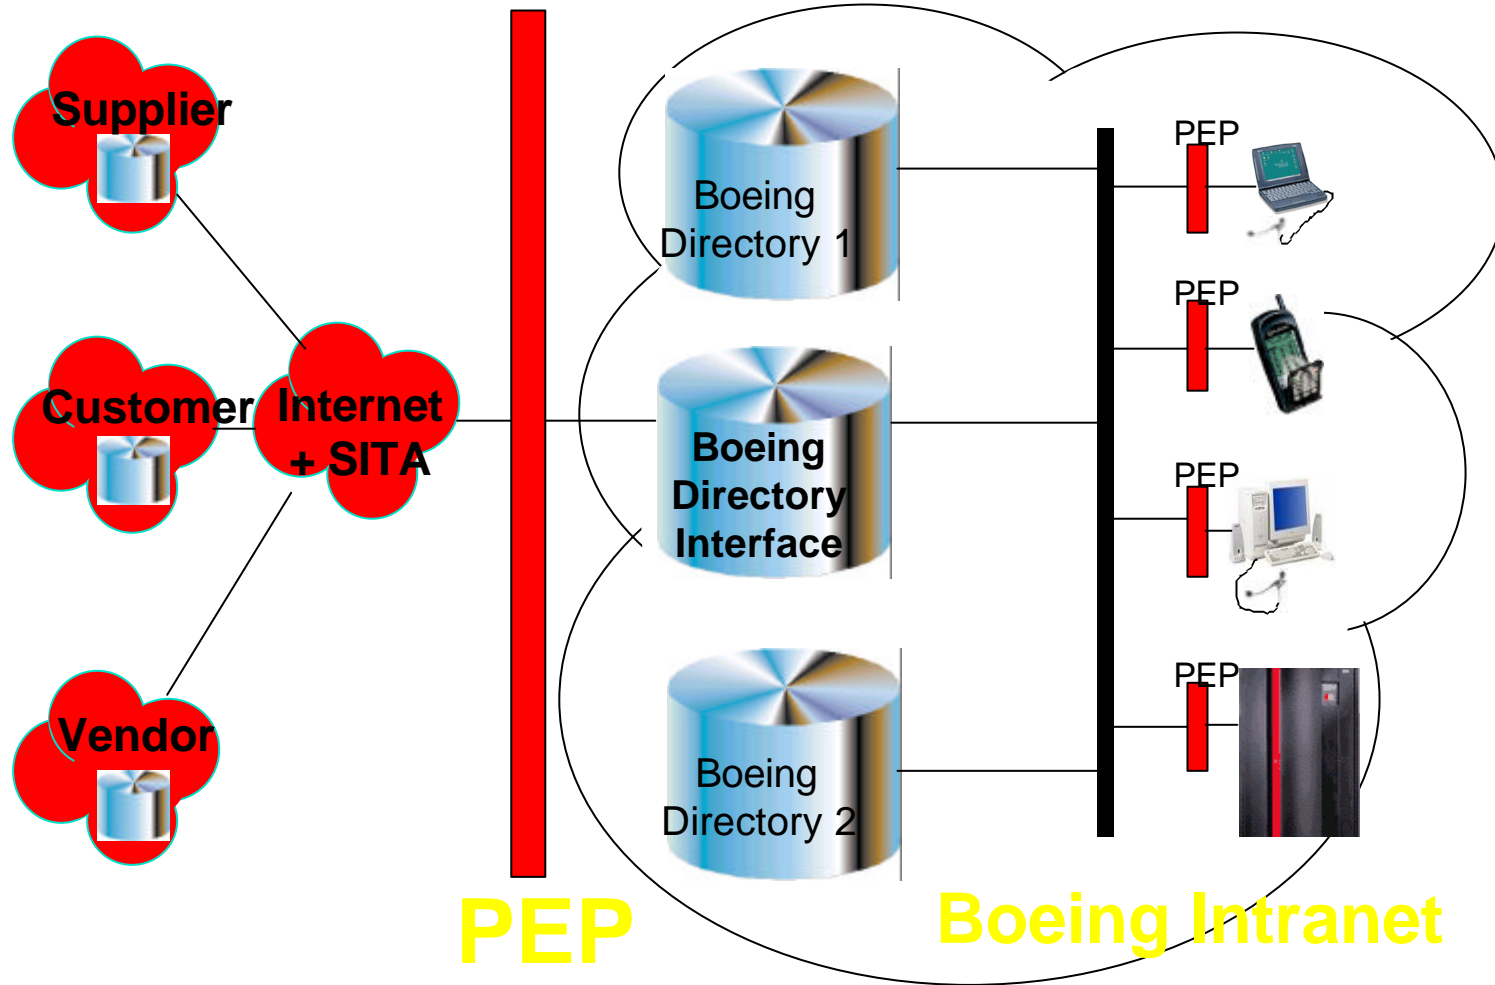 Supplier
Customer
Internet
+ SITA
Vendor
PEP
Boeing
Directory 1
Boeing
Directory
Interface
Boeing
Directory 2
PEP
PEP
PEP
PEP
Boeing Intranet